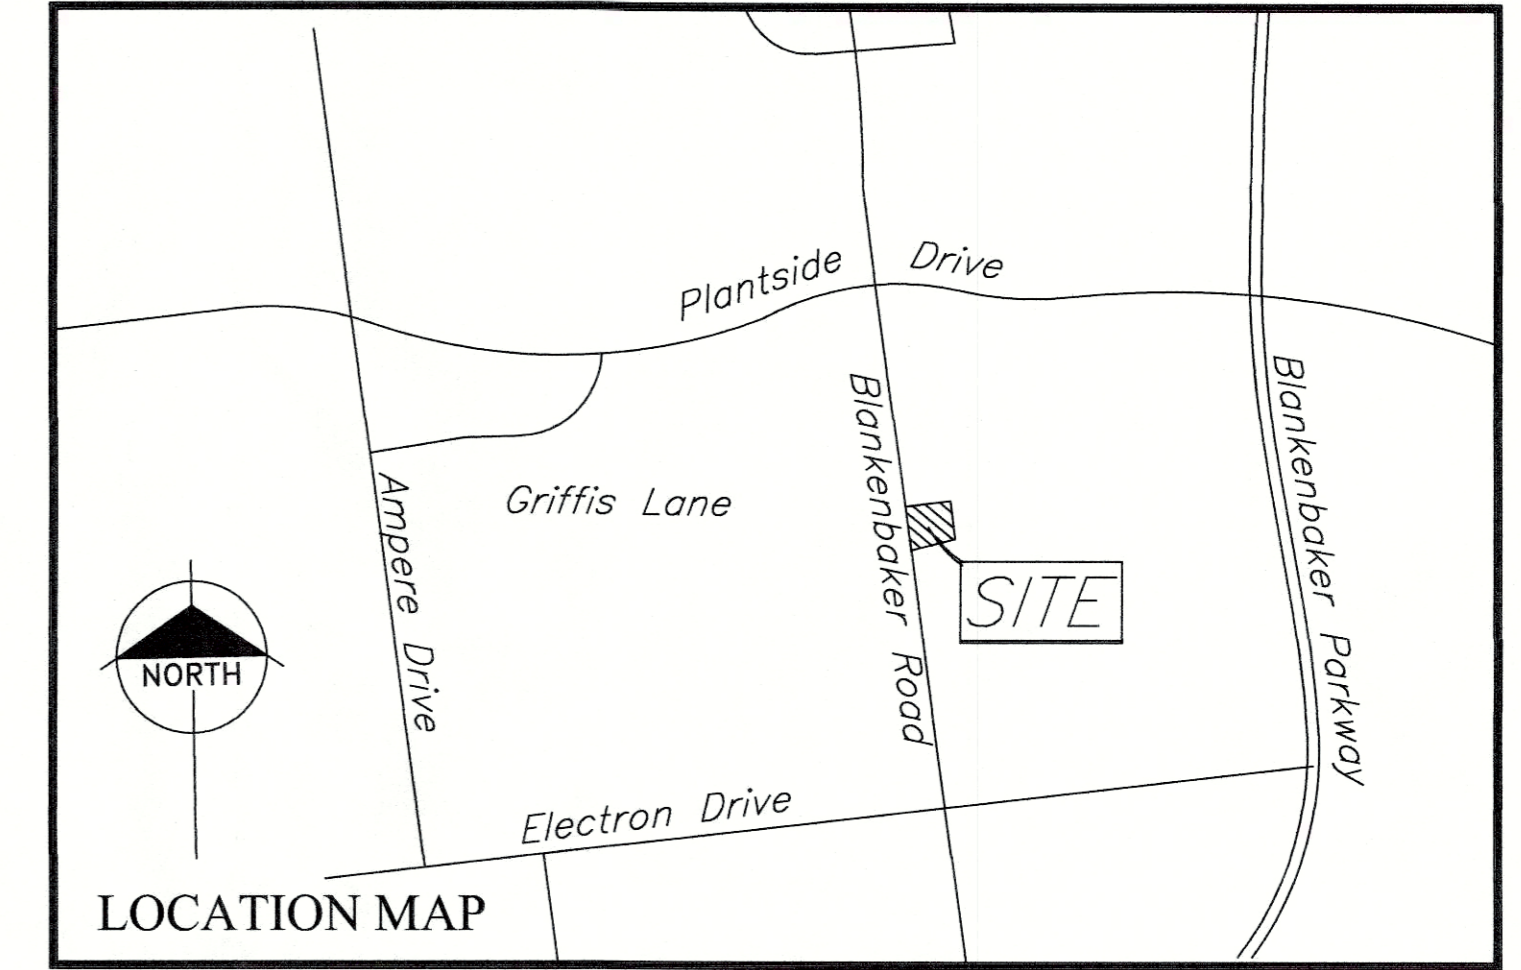 Plantside Drive
Blankenbaker Road
Blankenbaker Parkway
Griffis Lane
Ampere Drive
SITE
NORTH
Electron Drive
LOCATION MAP